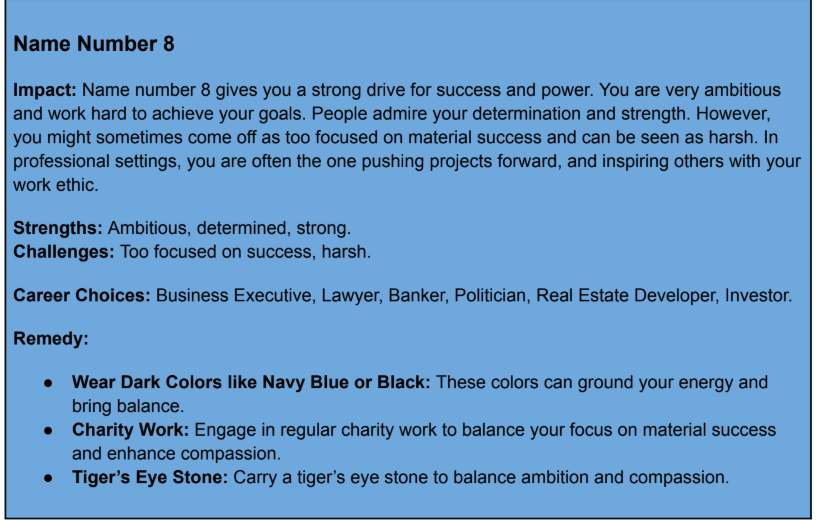 Name Number 8
Impact: Name number 8 gives you a strong drive for success and power. You are very ambitious
and work hard to achieve your goals. People admire your determination and strength. However,
you might sometimes come off as too focused on material success and can be seen as harsh. In
professional settings, you are often the one pushing projects forward, and inspiring others with your
work ethic.
Strengths: Ambitious, determined, strong.
Challenges: Too focused on success, harsh.
Career Choices: Business Executive, Lawyer, Banker, Politician, Real Estate Developer, Investor.
Remedy:
● Wear Dark Colors like Navy Blue or Black: These colors can ground your energy and
bring balance.
● Charity Work: Engage in regular charity work to balance your focus on material success
and enhance compassion.
● Tiger’s Eye Stone: Carry a tiger’s eye stone to balance ambition and compassion.